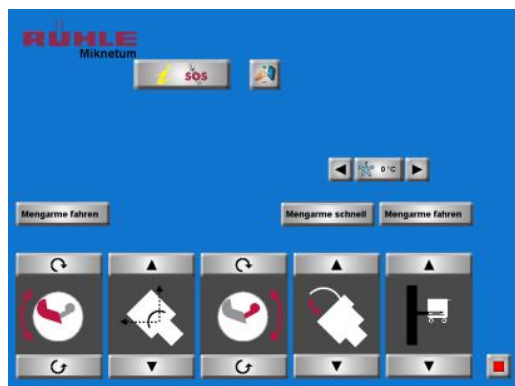 RÜHLE
Miknetum
i SOS
0 °C
Mengarme fahren
Mengarme schnell
Mengarme fahren